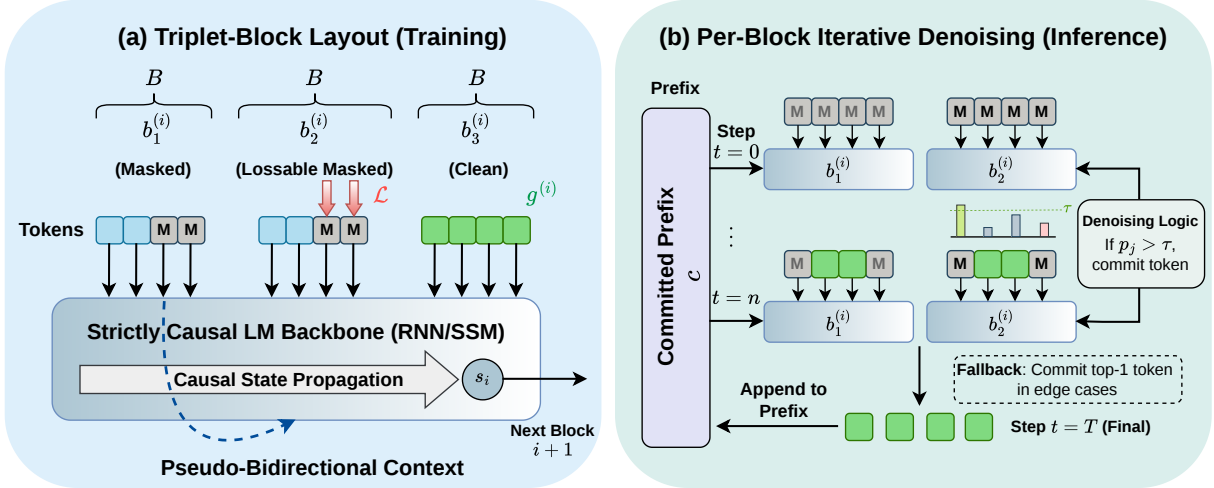 (a) Triplet-Block Layout (Training)
B B B
b_1^{(i)} b_2^{(i)} b_3^{(i)}
(Masked) (Lossable Masked) (Clean)
ℒ g^{(i)}
Tokens M M M M
Strictly Causal LM Backbone (RNN/SSM)
Causal State Propagation s_i
Next Block
i + 1
Pseudo-Bidirectional Context
(b) Per-Block Iterative Denoising (Inference)
Prefix
Committed Prefix
c
M M M M M M M M
Step
t = 0
b_1^{(i)} b_2^{(i)}
τ
Denoising Logic
If p_j > τ,
commit token
⋮
M M M M
t = n
b_1^{(i)} b_2^{(i)}
Fallback: Commit top-1 token
in edge cases
Append to
Prefix
Step t = T (Final)